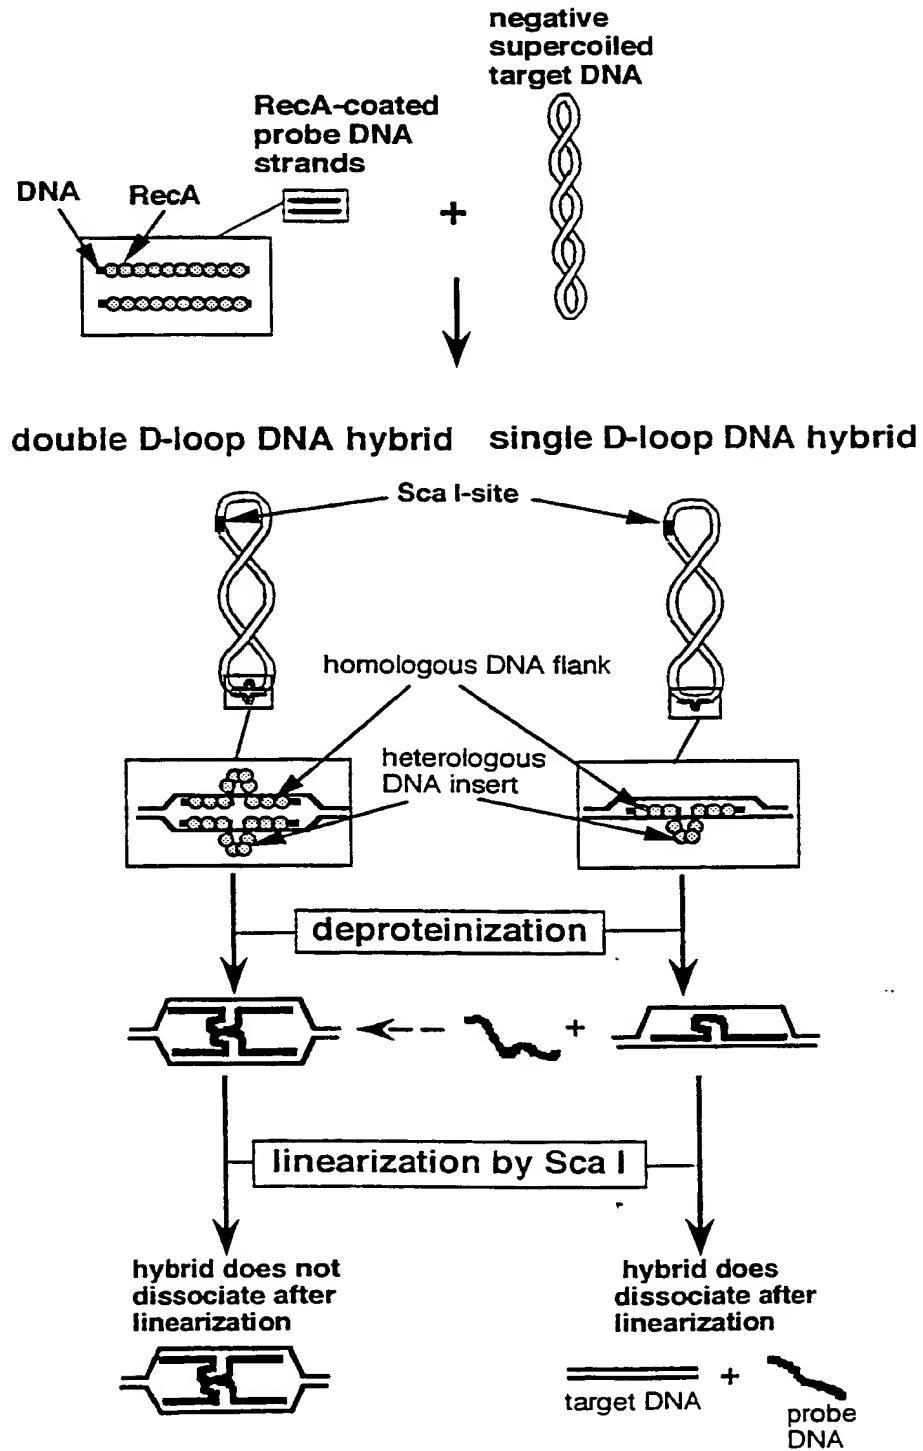 negative
supercoiled
target DNA
RecA-coated
probe DNA
strands
DNA
RecA
+
double D-loop DNA hybrid
single D-loop DNA hybrid
Sca I-site
homologous DNA flank
heterologous
DNA insert
deproteinization
+
linearization by Sca I
hybrid does not
dissociate after
linearization
hybrid does
dissociate after
linearization
+
target DNA
probe
DNA